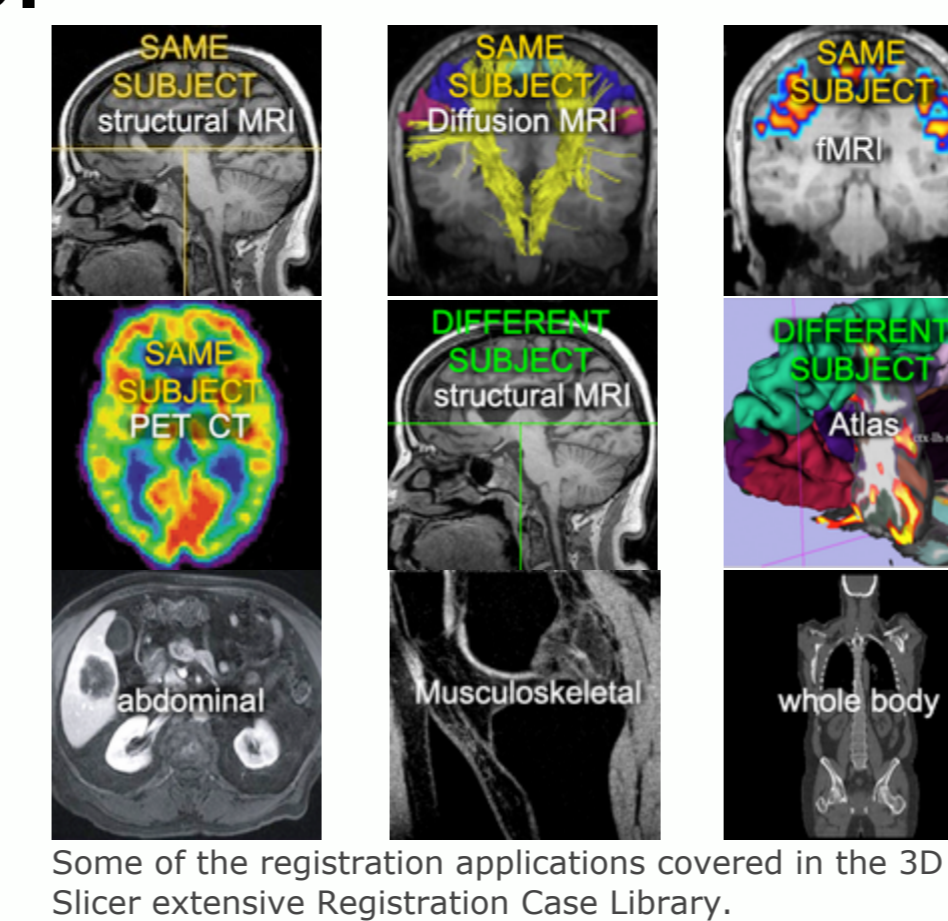 SAME
SUBJECT
structural MRI
SAME
SUBJECT
Diffusion MRI
SAME
SUBJECT
fMRI
SAME
SUBJECT
PET CT
DIFFERENT
SUBJECT
structural MRI
DIFFERENT
SUBJECT
Atlas
abdominal
Musculoskeletal
whole body
Some of the registration applications covered in the 3D
Slicer extensive Registration Case Library.